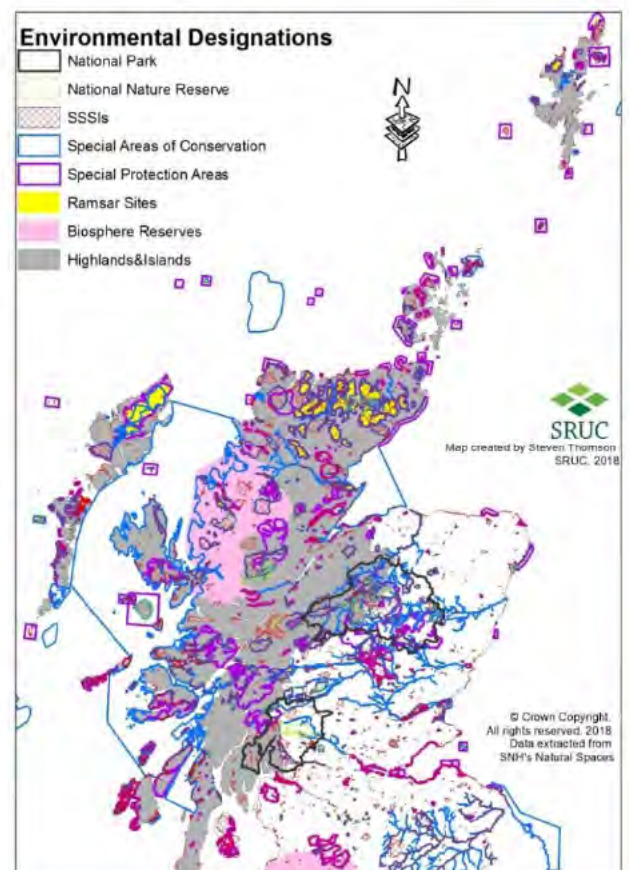 Environmental Designations
National Park
National Nature Reserve
SSSIs
Special Areas of Conservation
Special Protection Areas
Ramsar Sites
Biosphere Reserves
Highlands&Islands
N
SRUC
Map created by Steven Thomson
SRUC, 2018
© Crown Copyright.
All rights reserved. 2018
Data extracted from
SNH's Natural Spaces